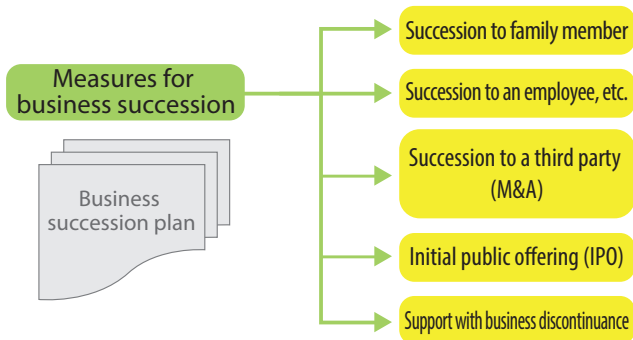 Measures for
business succession
Business
succession plan
Succession to family member
Succession to an employee, etc.
Succession to a third party
(M&A)
Initial public offering (IPO)
Support with business discontinuance